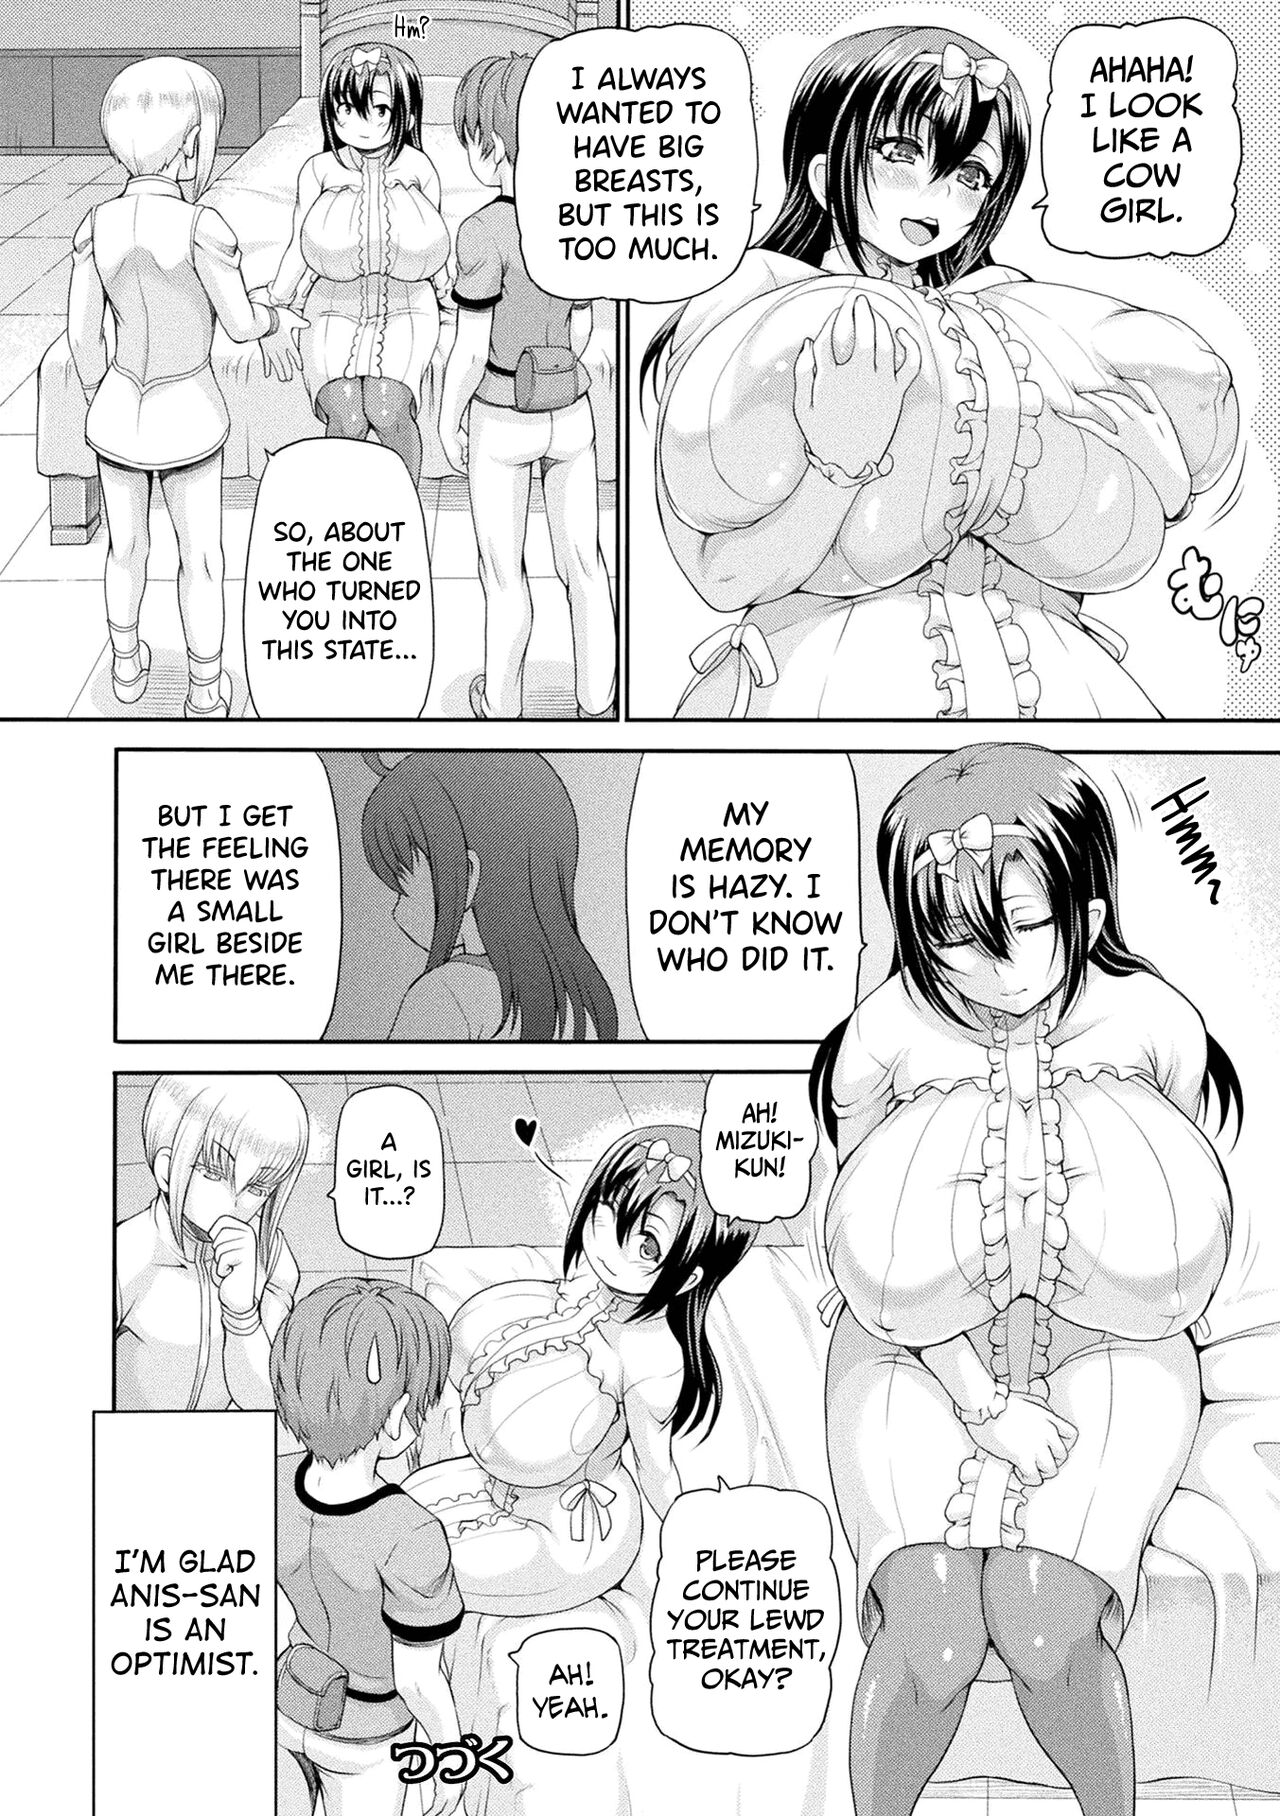 AHAHA!
I LOOK
LIKE A
COW
GIRL.
I ALWAYS
WANTED TO
HAVE BIG
BREASTS,
BUT THIS IS
TOO MUCH.
むにゅ
Hm?
SO, ABOUT
THE ONE
WHO TURNED
YOU INTO
THIS STATE...
Hmm~
MY
MEMORY
IS HAZY. I
DON'T KNOW
WHO DID IT.
BUT I GET
THE FEELING
THERE WAS
A SMALL
GIRL BESIDE
ME THERE.
A
GIRL, IS
IT...?
AH!
MIZUKI-
KUN!
PLEASE
CONTINUE
YOUR LEWD
TREATMENT,
OKAY?
AH!
YEAH.
I'M GLAD
ANIS-SAN
IS AN
OPTIMIST.
つづく